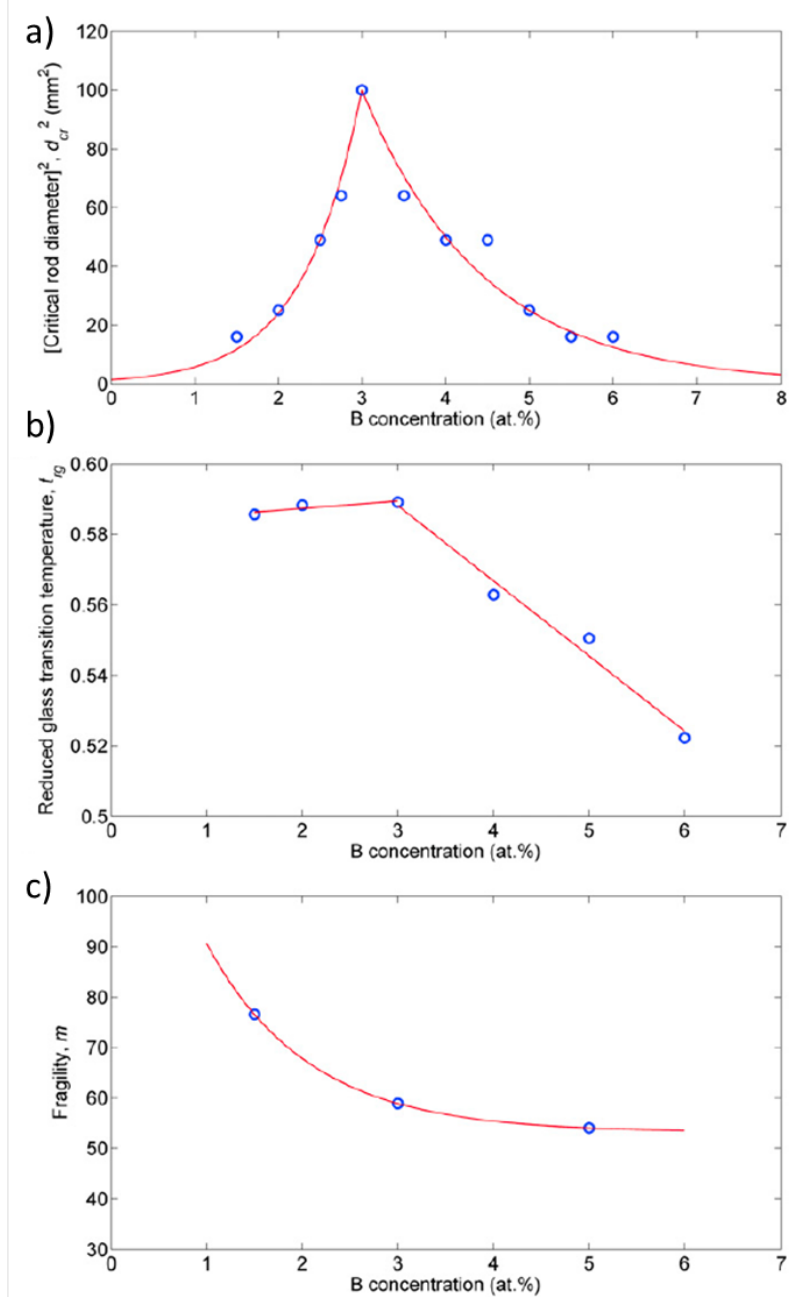 a)
120
100
80
60
40
20
0
[Critical rod diameter]², d_cr² (mm²)
0 1 2 3 4 5 6 7 8
B concentration (at.%)
b)
0.60
0.58
0.56
0.54
0.52
0.5
Reduced glass transition temperature, t_rg
0 1 2 3 4 5 6 7
B concentration (at.%)
c)
100
90
80
70
60
50
40
30
Fragility, m
0 1 2 3 4 5 6 7
B concentration (at.%)